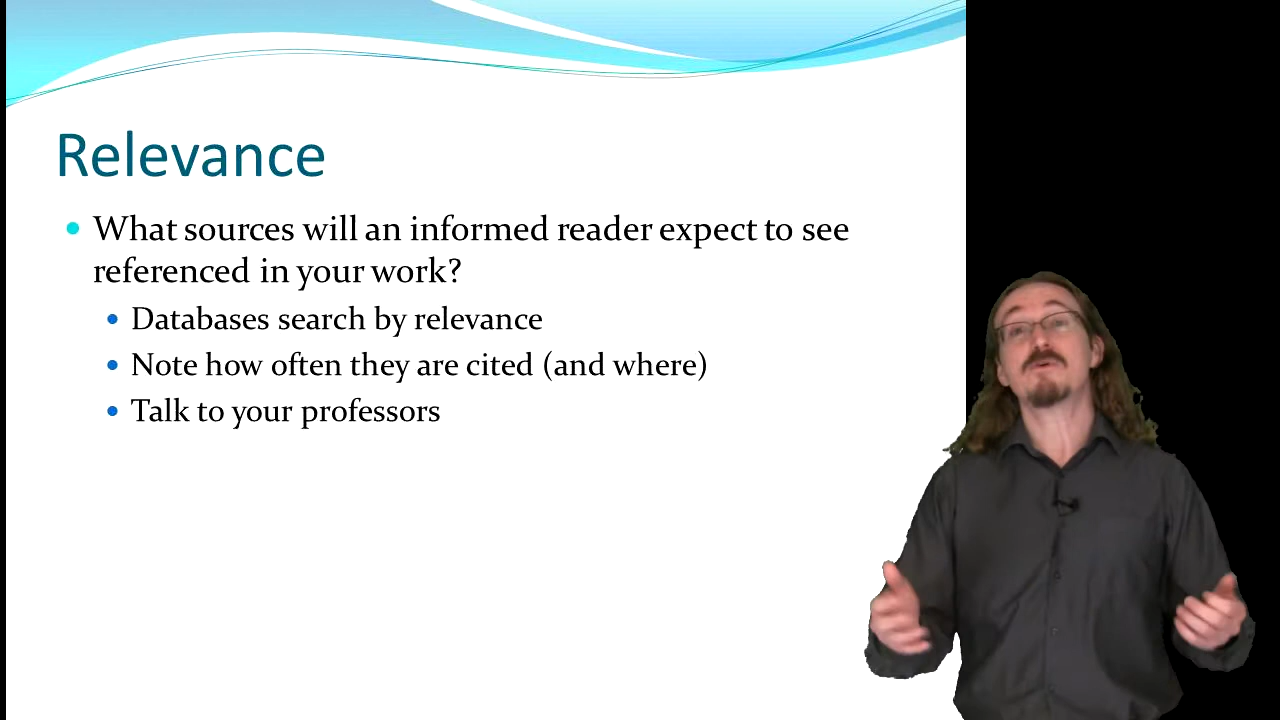 Relevance
What sources will an informed reader expect to see
referenced in your work?
Databases search by relevance
Note how often they are cited (and where)
Talk to your professors